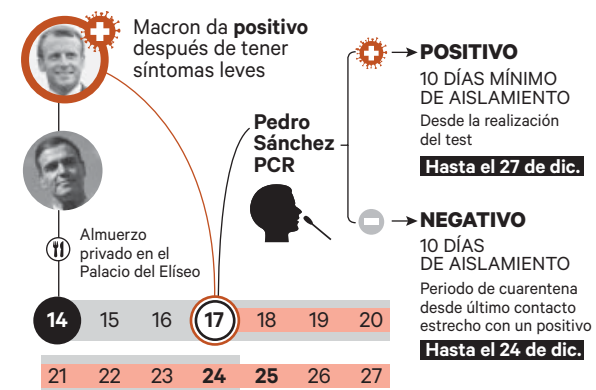 Macron da positivo
después de tener
síntomas leves
Almuerzo
privado en el
Palacio del Elíseo
Pedro
Sánchez
PCR
POSITIVO
10 DÍAS MÍNIMO
DE AISLAMIENTO
Desde la realización
del test
Hasta el 27 de dic.
NEGATIVO
10 DÍAS
DE AISLAMIENTO
Periodo de cuarentena
desde último contacto
estrecho con un positivo
Hasta el 24 de dic.
14 15 16 17 18 19 20
21 22 23 24 25 26 27